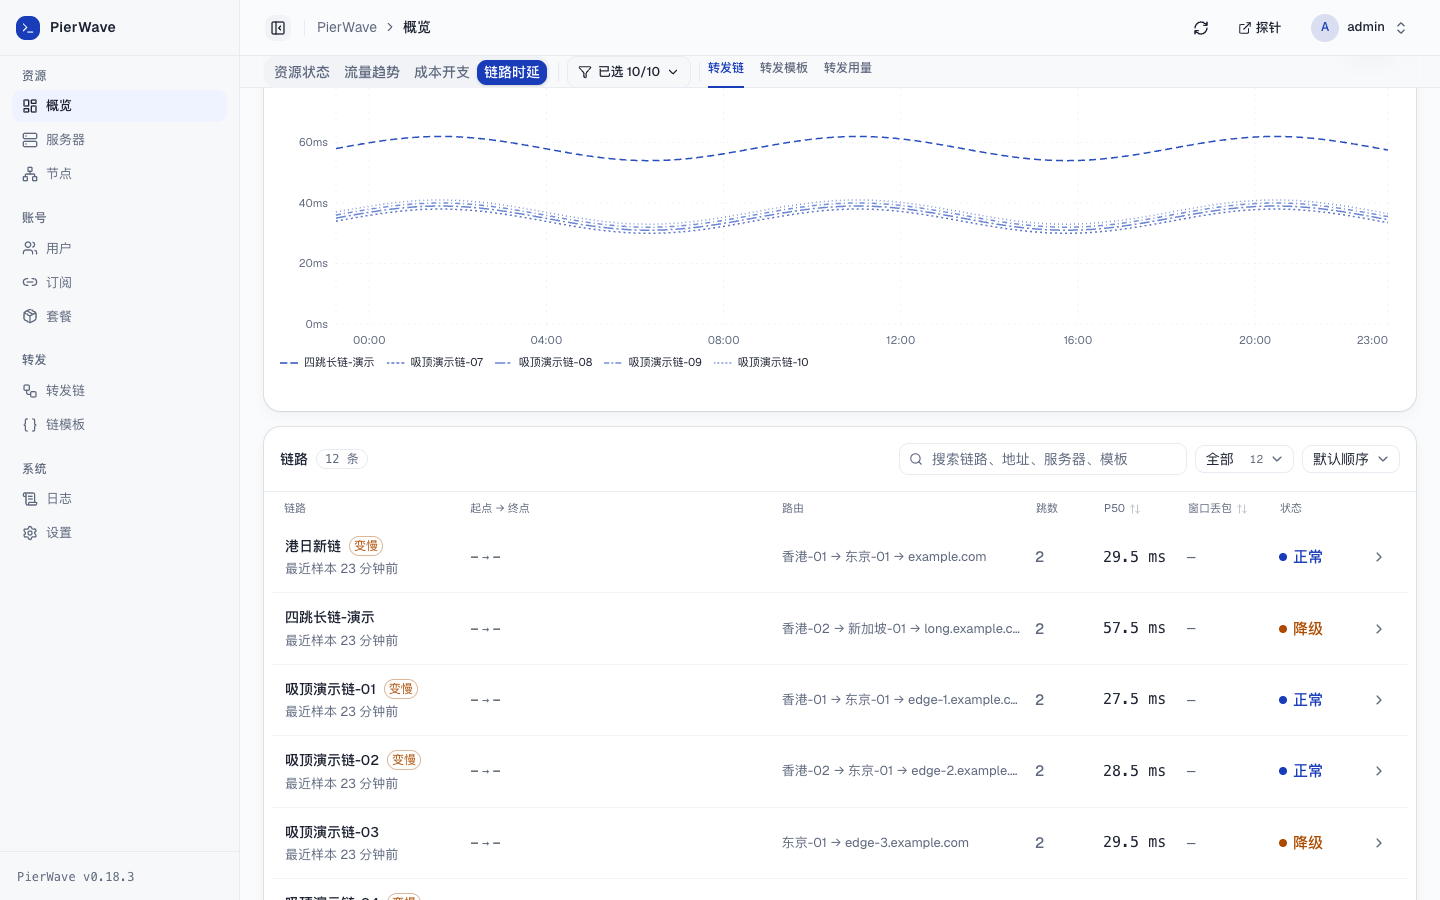 PierWave
PierWave > 概览
探针
A admin
资源
概览
服务器
节点
账号
用户
订阅
套餐
转发
转发链
链模板
系统
日志
设置
PierWave v0.18.3
资源状态 流量趋势 成本开支 链路时延
已选 10/10
转发链 转发模板 转发用量
60ms
40ms
20ms
0ms
00:00 04:00 08:00 12:00 16:00 20:00 23:00
四跳长链-演示 吸顶演示链-07 吸顶演示链-08 吸顶演示链-09 吸顶演示链-10
链路 12 条
搜索链路、地址、服务器、模板
全部 12
默认顺序
链路 起点 → 终点 路由 跳数 P50 窗口丢包 状态
港日新链 变慢
最近样本 23 分钟前
– → – 香港-01 → 东京-01 → example.com 2 29.5 ms – 正常
四跳长链-演示
最近样本 23 分钟前
– → – 香港-02 → 新加坡-01 → long.example.c... 2 57.5 ms – 降级
吸顶演示链-01 变慢
最近样本 23 分钟前
– → – 香港-01 → 东京-01 → edge-1.example.c... 2 27.5 ms – 正常
吸顶演示链-02 变慢
最近样本 23 分钟前
– → – 香港-02 → 东京-01 → edge-2.example.... 2 28.5 ms – 正常
吸顶演示链-03
最近样本 23 分钟前
– → – 东京-01 → edge-3.example.com 2 29.5 ms – 降级